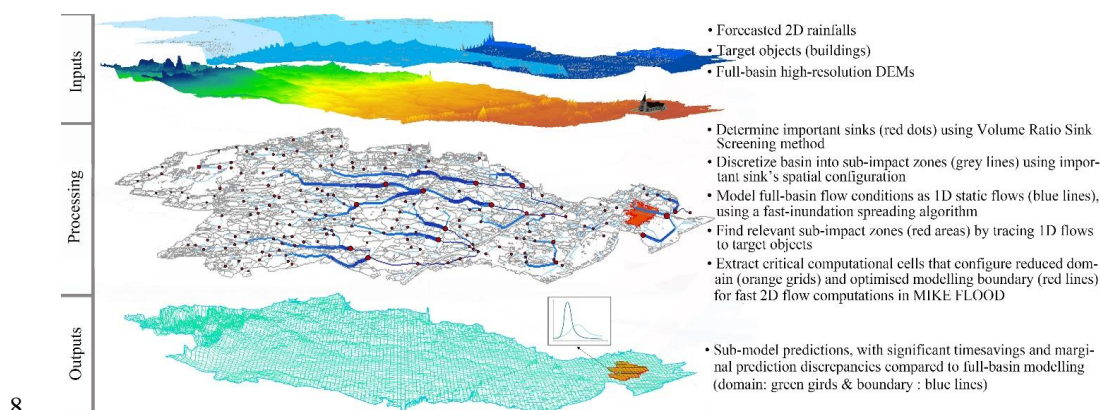 Inputs
• Forecasted 2D rainfalls
• Target objects (buildings)
• Full-basin high-resolution DEMs
Processing
• Determine important sinks (red dots) using Volume Ratio Sink
Screening method
• Discretize basin into sub-impact zones (grey lines) using impor-
tant sink's spatial configuration
• Model full-basin flow conditions as 1D static flows (blue lines),
using a fast-inundation spreading algorithm
• Find relevant sub-impact zones (red areas) by tracing 1D flows
to target objects
• Extract critical computational cells that configure reduced dom-
ain (orange grids) and optimised modelling boundary (red lines)
for fast 2D flow computations in MIKE FLOOD
Outputs
• Sub-model predictions, with significant timesavings and margi-
nal prediction discrepancies compared to full-basin modelling
(domain: green girds & boundary : blue lines)
8